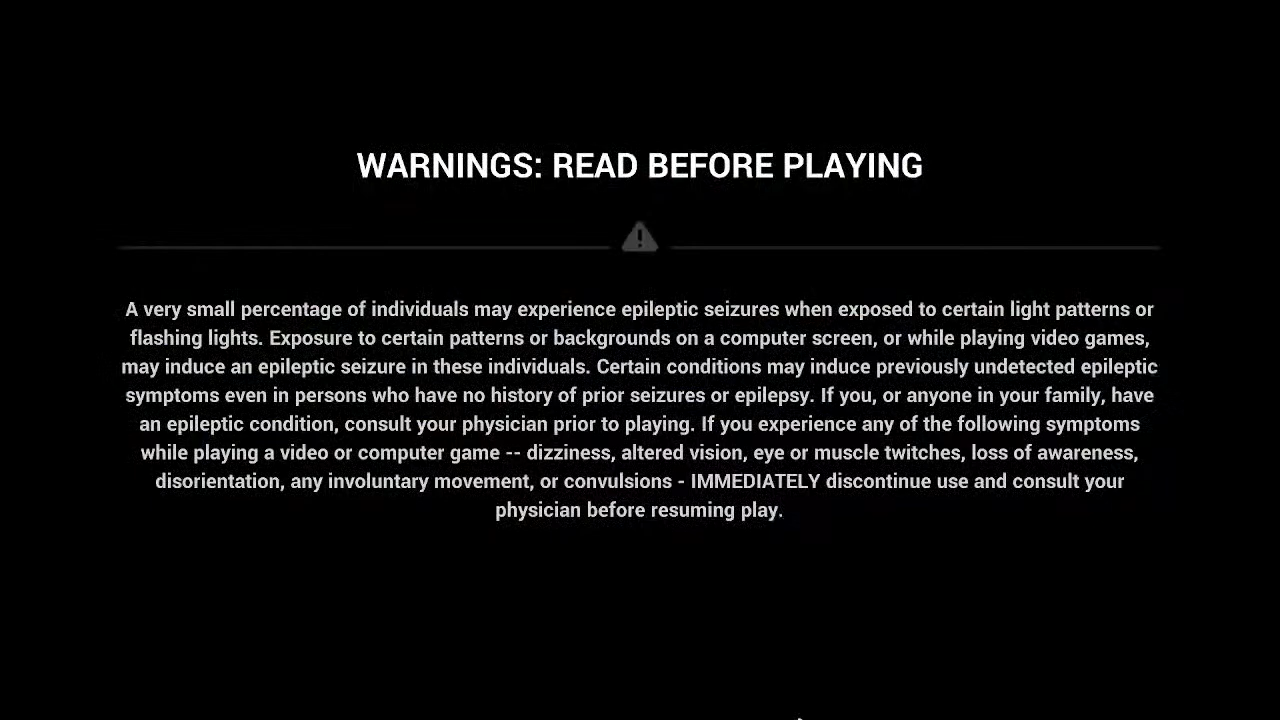 WARNINGS: READ BEFORE PLAYING
A very small percentage of individuals may experience epileptic seizures when exposed to certain light patterns or
flashing lights. Exposure to certain patterns or backgrounds on a computer screen, or while playing video games,
may induce an epileptic seizure in these individuals. Certain conditions may induce previously undetected epileptic
symptoms even in persons who have no history of prior seizures or epilepsy. If you, or anyone in your family, have
an epileptic condition, consult your physician prior to playing. If you experience any of the following symptoms
while playing a video or computer game -- dizziness, altered vision, eye or muscle twitches, loss of awareness,
disorientation, any involuntary movement, or convulsions - IMMEDIATELY discontinue use and consult your
physician before resuming play.